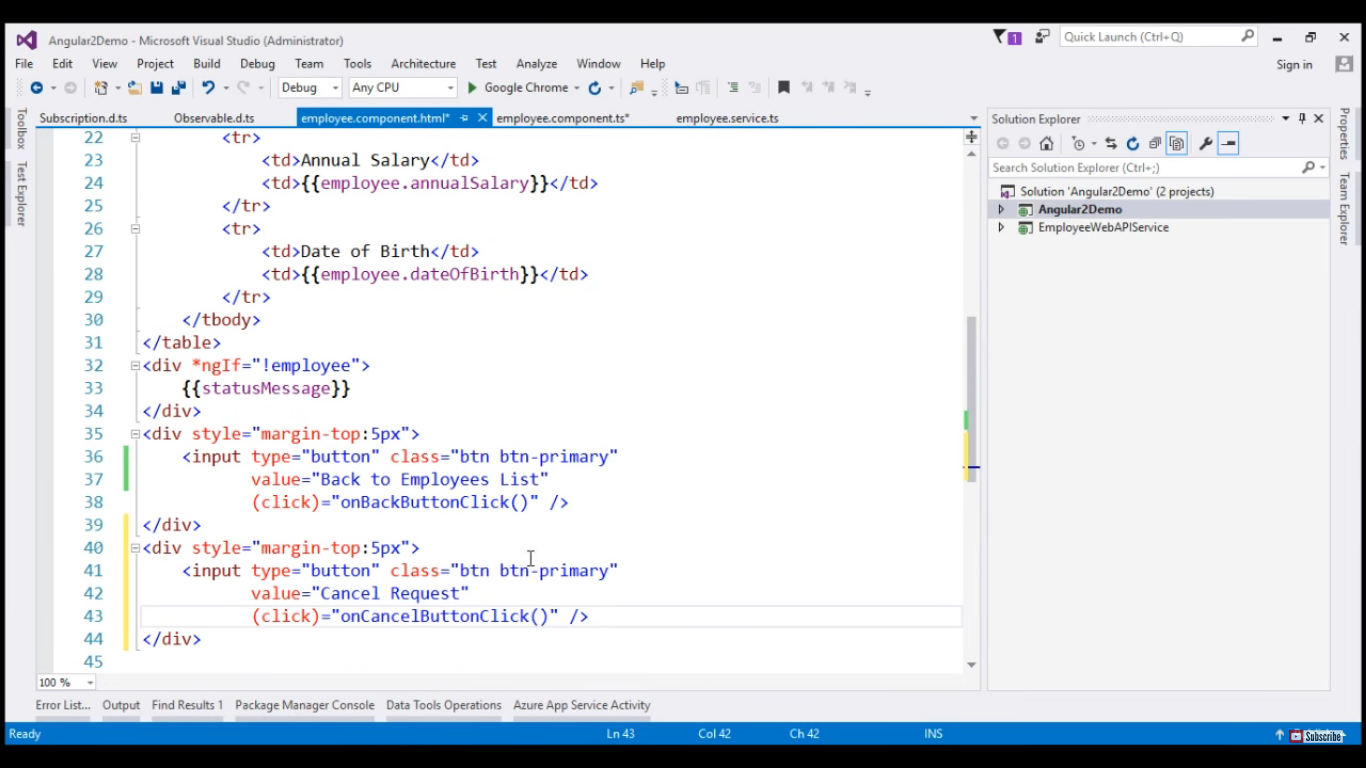 Angular2Demo - Microsoft Visual Studio (Administrator)
1
Quick Launch (Ctrl+Q)
File Edit View Project Build Debug Team Tools Architecture Test Analyze Window Help
Sign in
Debug Any CPU Google Chrome
Toolbox
Test Explorer
Subscription.d.ts Observable.d.ts employee.component.html* employee.component.ts* employee.service.ts
22 <tr>
23 <td>Annual Salary</td>
24 <td>{{employee.annualSalary}}</td>
25 </tr>
26 <tr>
27 <td>Date of Birth</td>
28 <td>{{employee.dateOfBirth}}</td>
29 </tr>
30 </tbody>
31 </table>
32 <div *ngIf="!employee">
33 {{statusMessage}}
34 </div>
35 <div style="margin-top:5px">
36 <input type="button" class="btn btn-primary"
37 value="Back to Employees List"
38 (click)="onBackButtonClick()" />
39 </div>
40 <div style="margin-top:5px">
41 <input type="button" class="btn btn-primary"
42 value="Cancel Request"
43 (click)="onCancelButtonClick()" />
44 </div>
45
100 %
Solution Explorer
Search Solution Explorer (Ctrl+;)
Solution 'Angular2Demo' (2 projects)
Angular2Demo
EmployeeWebAPIService
Properties
Team Explorer
Error List... Output Find Results 1 Package Manager Console Data Tools Operations Azure App Service Activity
Ready Ln 43 Col 42 Ch 42 INS
Subscribe